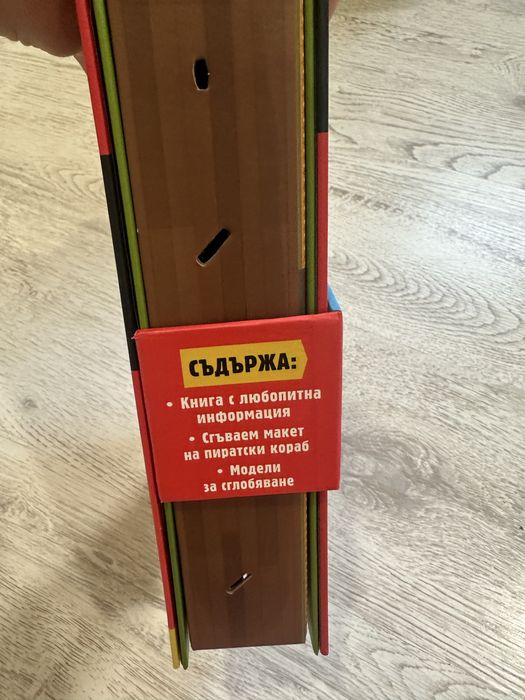 СЪДЪРЖА:
• Книга с любопитна
информация
• Сгъваем макет
на пиратски кораб
• Модели
за сглобяване